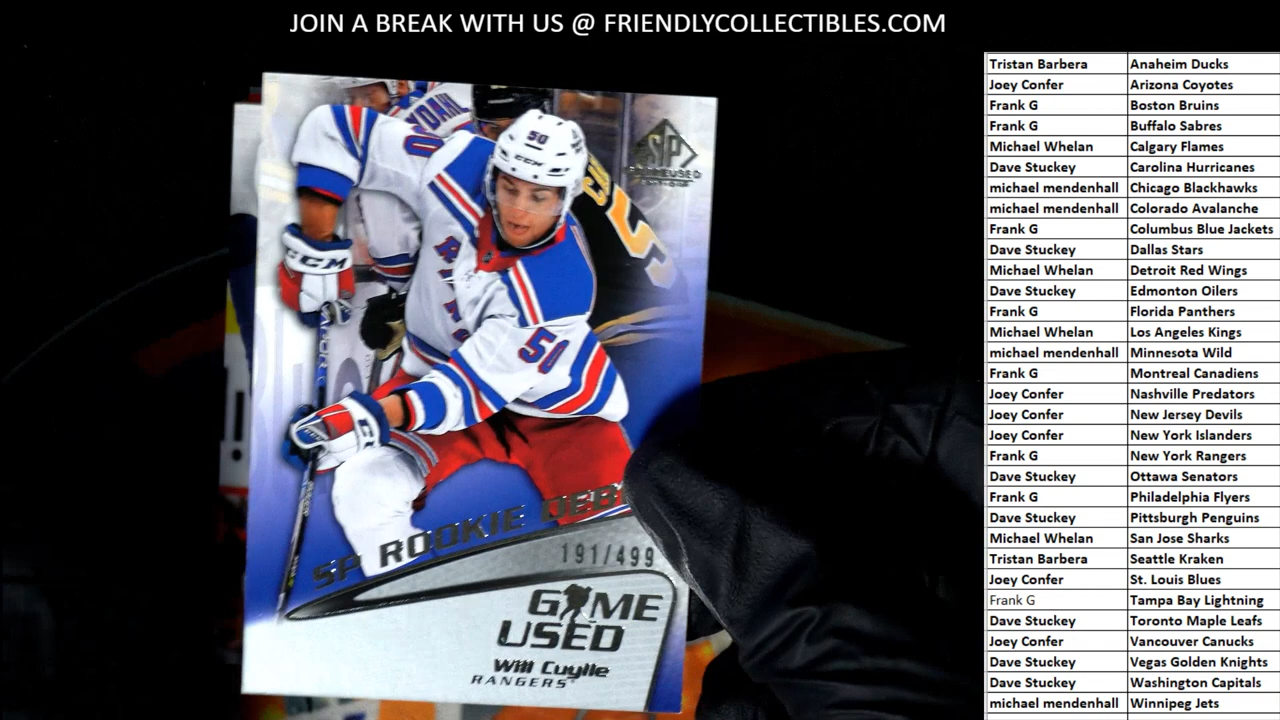 JOIN A BREAK WITH US @ FRIENDLYCOLLECTIBLES.COM
Tristan Barbera Anaheim Ducks
Joey Confer Arizona Coyotes
Frank G Boston Bruins
Frank G Buffalo Sabres
Michael Whelan Calgary Flames
Dave Stuckey Carolina Hurricanes
michael mendenhall Chicago Blackhawks
michael mendenhall Colorado Avalanche
Frank G Columbus Blue Jackets
Dave Stuckey Dallas Stars
Michael Whelan Detroit Red Wings
Dave Stuckey Edmonton Oilers
Frank G Florida Panthers
Michael Whelan Los Angeles Kings
michael mendenhall Minnesota Wild
Frank G Montreal Canadiens
Joey Confer Nashville Predators
Joey Confer New Jersey Devils
Joey Confer New York Islanders
Frank G New York Rangers
Dave Stuckey Ottawa Senators
Frank G Philadelphia Flyers
Dave Stuckey Pittsburgh Penguins
Michael Whelan San Jose Sharks
Tristan Barbera Seattle Kraken
Joey Confer St. Louis Blues
Frank G Tampa Bay Lightning
Dave Stuckey Toronto Maple Leafs
Joey Confer Vancouver Canucks
Dave Stuckey Vegas Golden Knights
Dave Stuckey Washington Capitals
michael mendenhall Winnipeg Jets
SP
50
CCM
CCM
50
SP ROOKIE DEB
191/499
GAME
USED
Will Cuylle
RANGERS